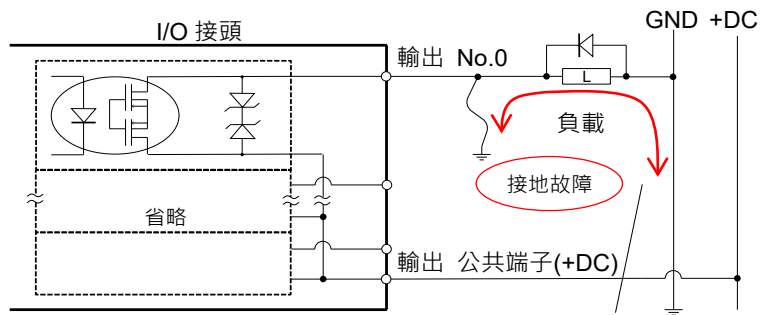 GND +DC
I/O 接頭
輸出 No.0
L
負載
接地故障
省略
輸出 公共端子(+DC)